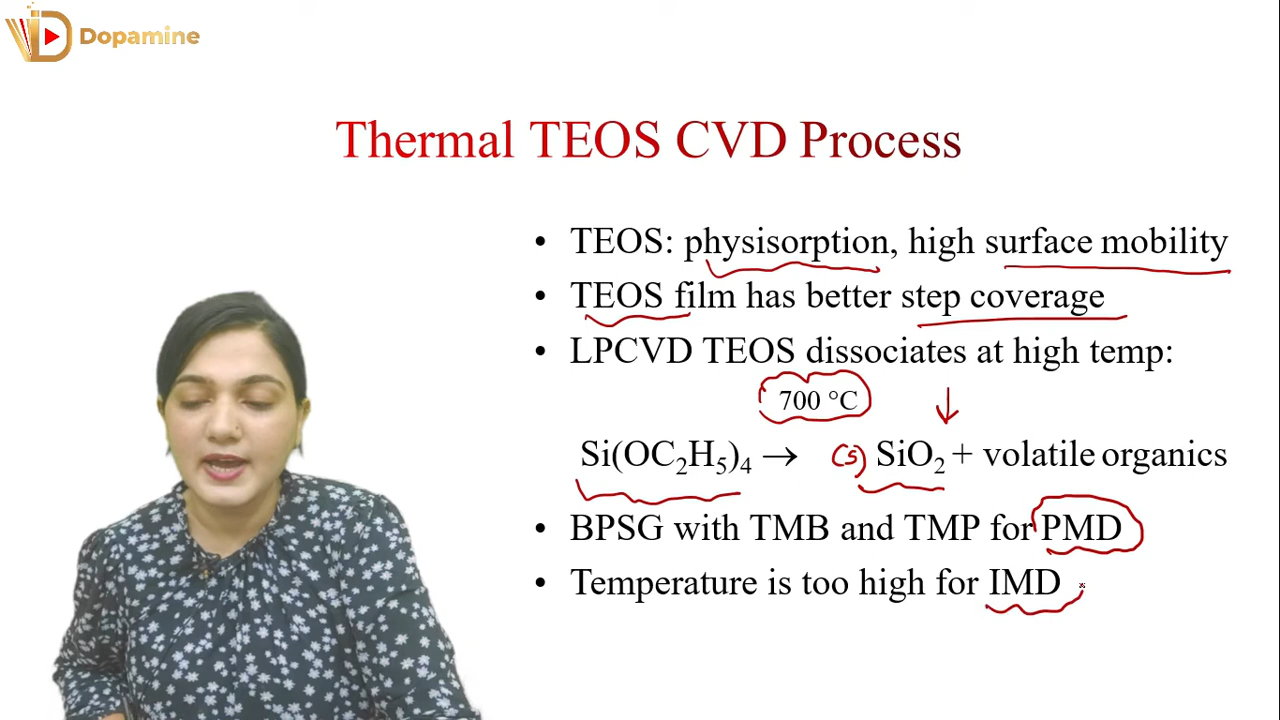 Dopamine
Thermal TEOS CVD Process
• TEOS: physisorption, high surface mobility
• TEOS film has better step coverage
• LPCVD TEOS dissociates at high temp:
700 °C
Si(OC₂H₅)₄ → (s) SiO₂ + volatile organics
• BPSG with TMB and TMP for PMD
• Temperature is too high for IMD